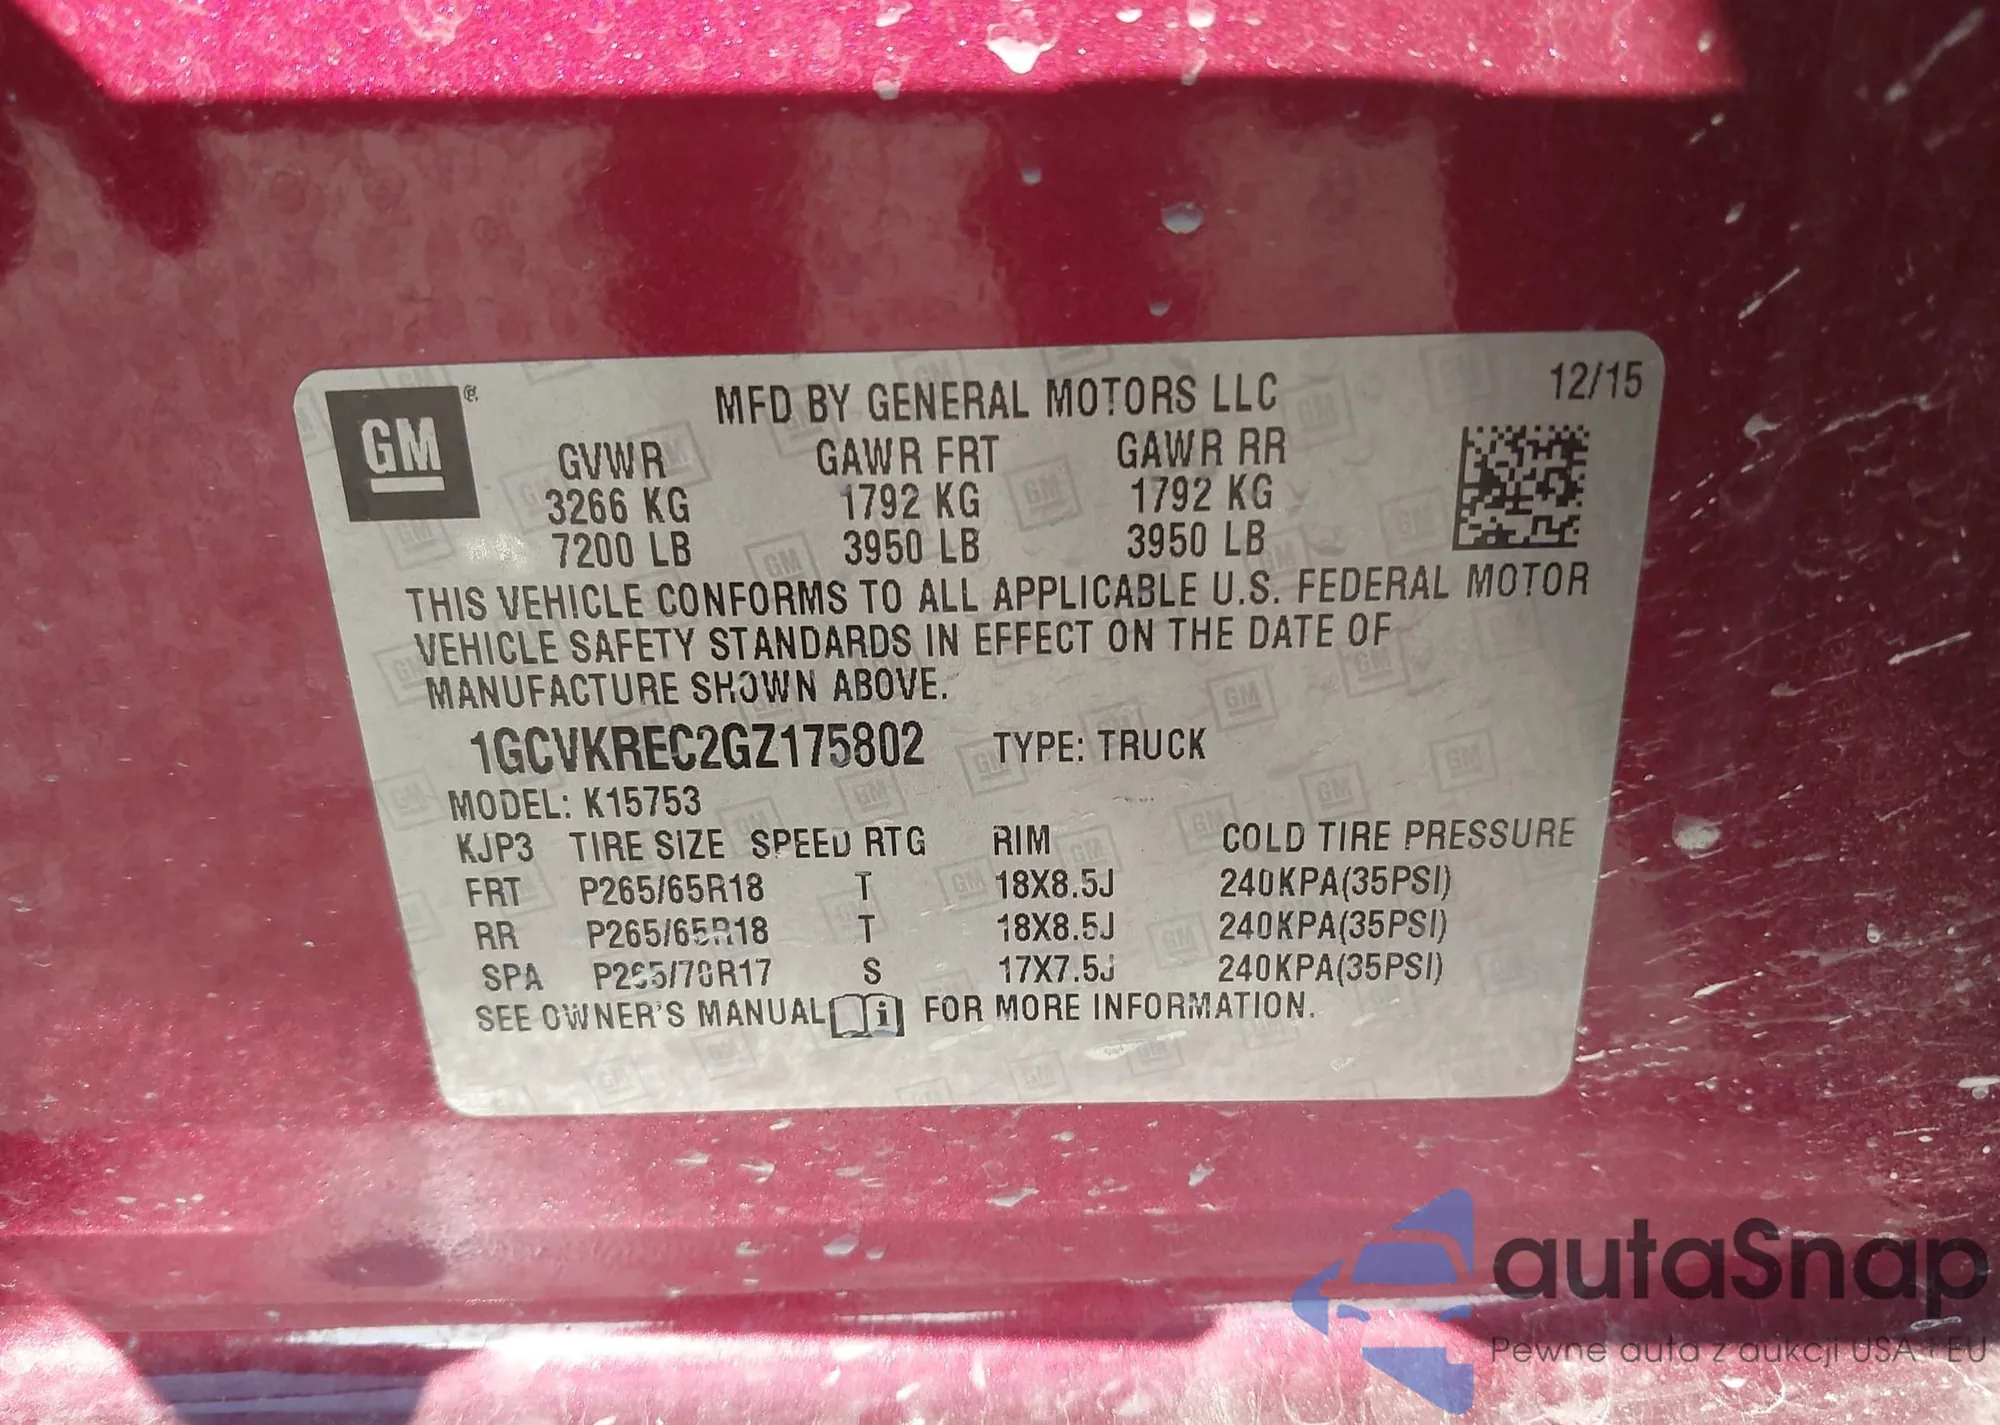 GM ®
MFD BY GENERAL MOTORS LLC
12/15
GVWR GAWR FRT GAWR RR
3266 KG 1792 KG 1792 KG
7200 LB 3950 LB 3950 LB
THIS VEHICLE CONFORMS TO ALL APPLICABLE U.S. FEDERAL MOTOR
VEHICLE SAFETY STANDARDS IN EFFECT ON THE DATE OF
MANUFACTURE SHOWN ABOVE.
1GCVKREC2GZ175802 TYPE: TRUCK
MODEL: K15753
KJP3 TIRE SIZE SPEED RTG RIM COLD TIRE PRESSURE
FRT P265/65R18 T 18X8.5J 240KPA(35PSI)
RR P265/65R18 T 18X8.5J 240KPA(35PSI)
SPA P265/70R17 S 17X7.5J 240KPA(35PSI)
SEE OWNER'S MANUAL i FOR MORE INFORMATION.
autaSnap
Pewne auta z aukcji USA i EU